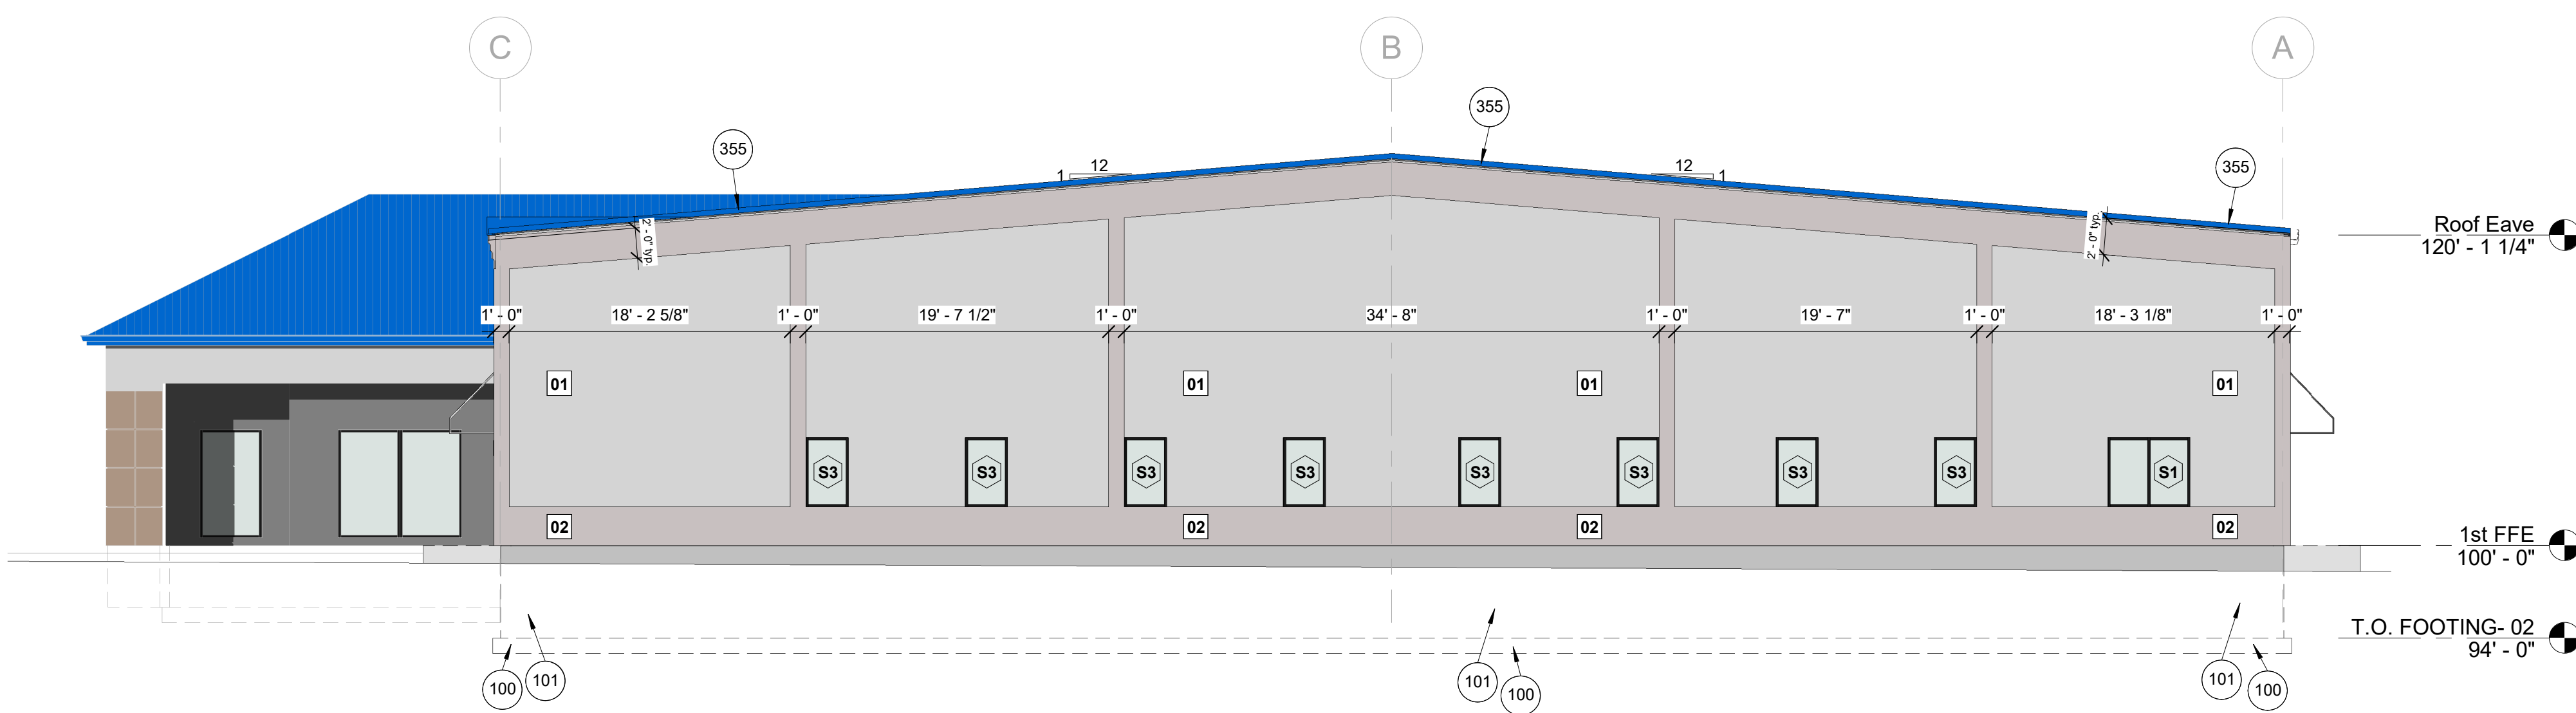 C
B
A
355
355
355
12
1
12
1
2' - 0" typ.
2' - 0" typ.
Roof Eave
120' - 1 1/4"
1' - 0"
18' - 2 5/8"
1' - 0"
19' - 7 1/2"
1' - 0"
34' - 8"
1' - 0"
19' - 7"
1' - 0"
18' - 3 1/8"
1' - 0"
01
01
01
01
S3
S3
S3
S3
S3
S3
S3
S3
S1
02
02
02
02
1st FFE
100' - 0"
T.O. FOOTING- 02
94' - 0"
100
101
101
100
101
100